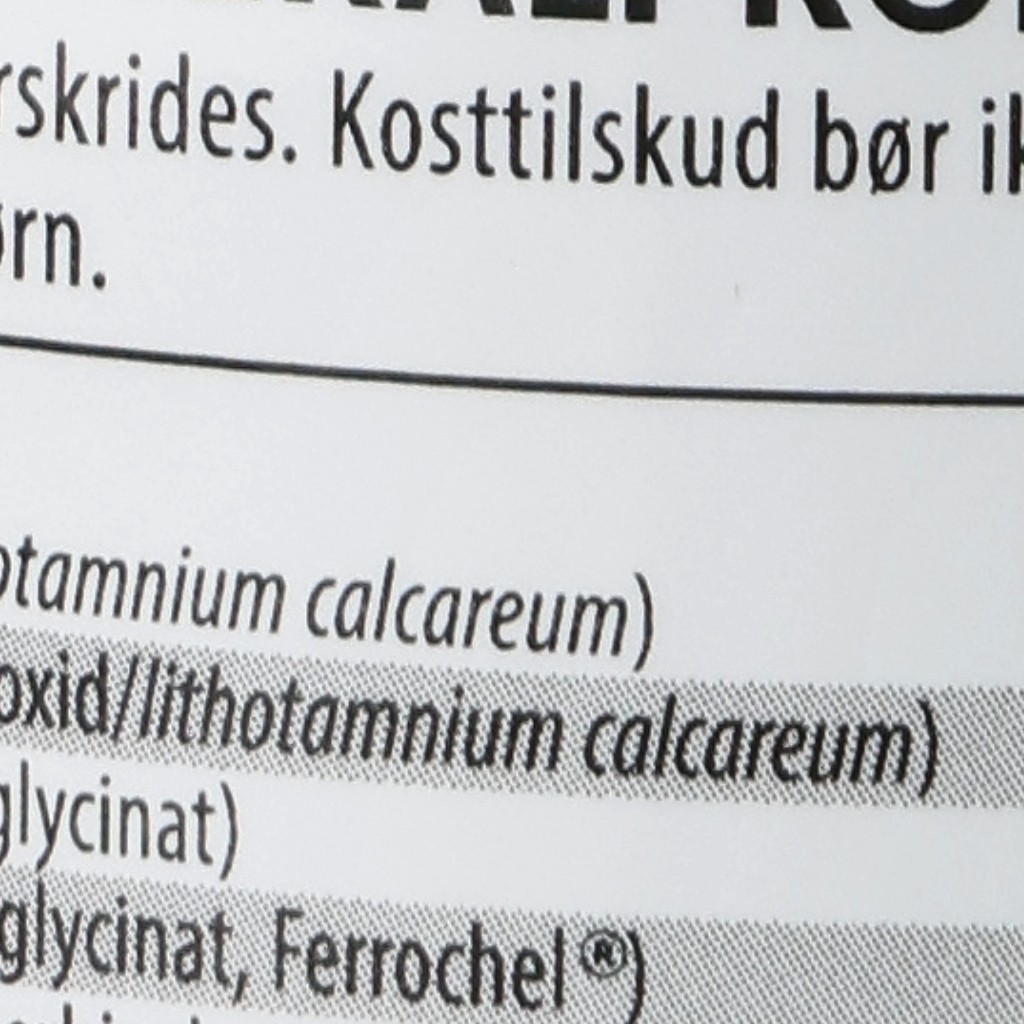 rskrides. Kosttilskud bør ik
ørn.
otamnium calcareum)
oxid/lithotamnium calcareum)
glycinat)
glycinat, Ferrochel®)